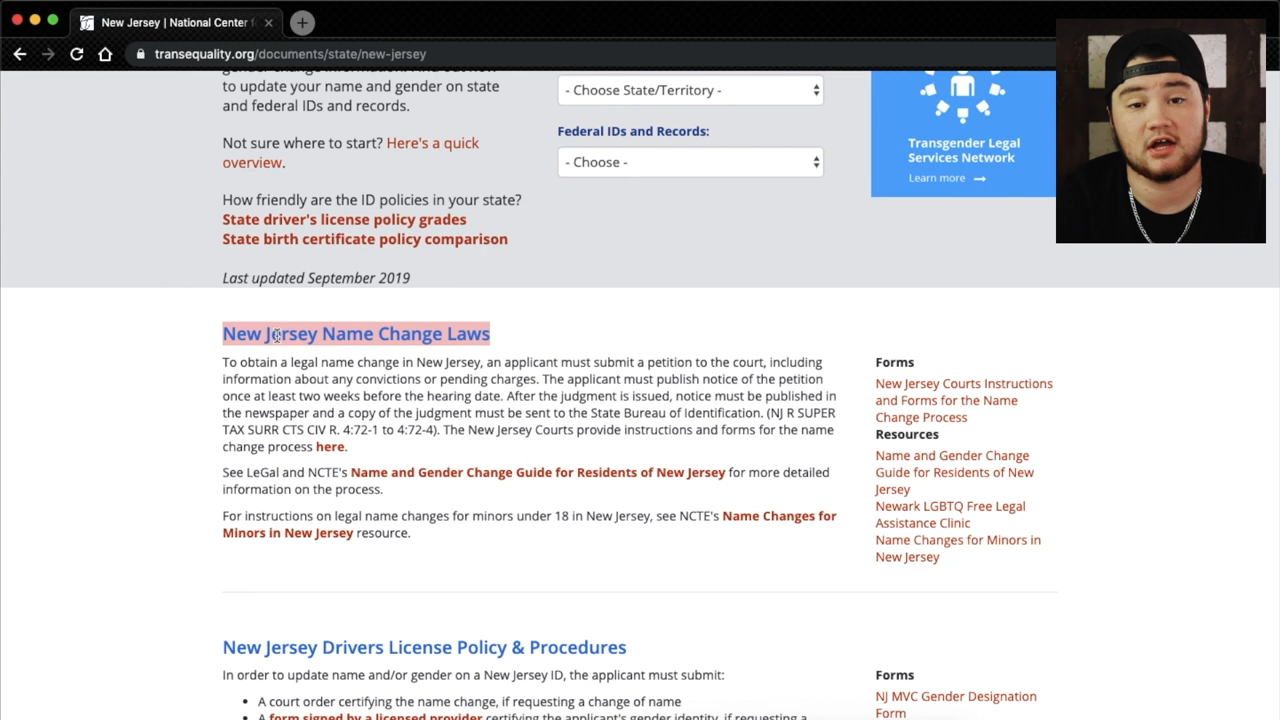 New Jersey | National Center f
transequality.org/documents/state/new-jersey
to update your name and gender on state
and federal IDs and records.
Not sure where to start? Here's a quick
overview.
How friendly are the ID policies in your state?
State driver's license policy grades
State birth certificate policy comparison
Last updated September 2019
- Choose State/Territory -
Federal IDs and Records:
- Choose -
Transgender Legal
Services Network
Learn more →
New Jersey Name Change Laws
To obtain a legal name change in New Jersey, an applicant must submit a petition to the court, including
information about any convictions or pending charges. The applicant must publish notice of the petition
once at least two weeks before the hearing date. After the judgment is issued, notice must be published in
the newspaper and a copy of the judgment must be sent to the State Bureau of Identification. (NJ R SUPER
TAX SURR CTS CIV R. 4:72-1 to 4:72-4). The New Jersey Courts provide instructions and forms for the name
change process here.
See LeGal and NCTE's Name and Gender Change Guide for Residents of New Jersey for more detailed
information on the process.
For instructions on legal name changes for minors under 18 in New Jersey, see NCTE's Name Changes for
Minors in New Jersey resource.
Forms
New Jersey Courts Instructions
and Forms for the Name
Change Process
Resources
Name and Gender Change
Guide for Residents of New
Jersey
Newark LGBTQ Free Legal
Assistance Clinic
Name Changes for Minors in
New Jersey
New Jersey Drivers License Policy & Procedures
In order to update name and/or gender on a New Jersey ID, the applicant must submit:
• A court order certifying the name change, if requesting a change of name
• A form signed by a licensed provider certifying the applicant's gender identity, if requesting a
Forms
NJ MVC Gender Designation
Form